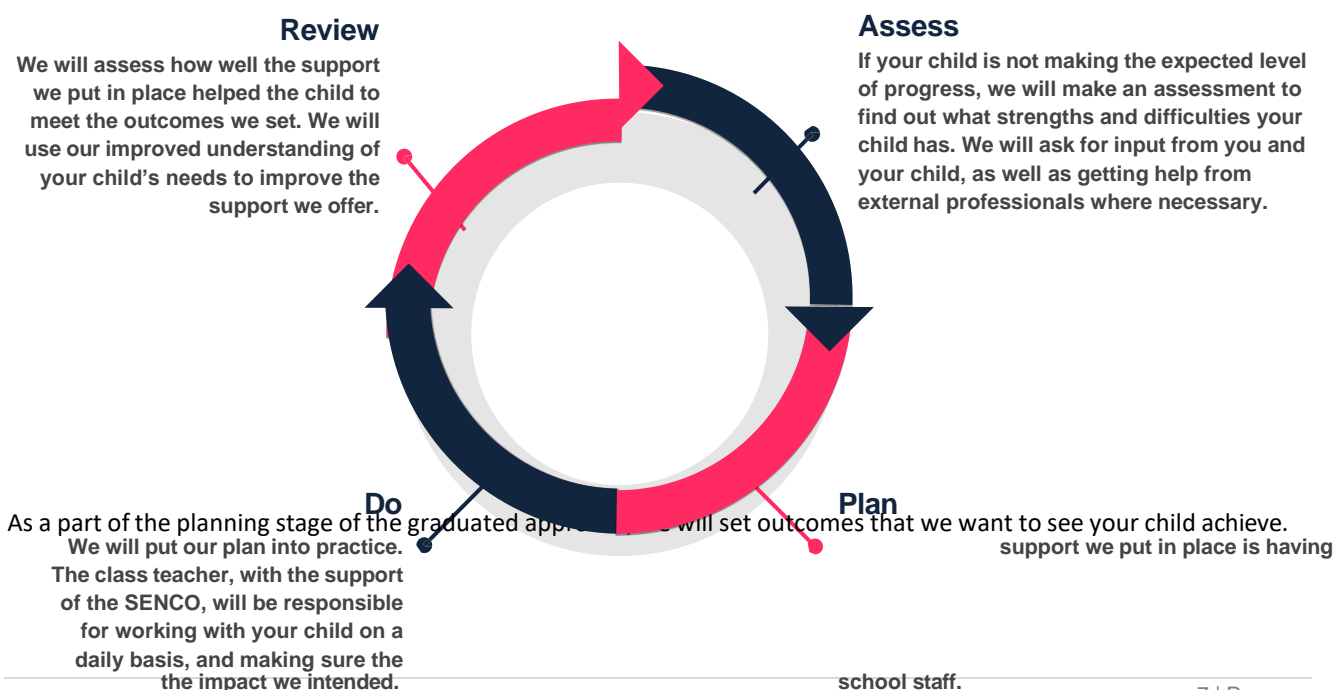 Review
We will assess how well the support
we put in place helped the child to
meet the outcomes we set. We will
use our improved understanding of
your child’s needs to improve the
support we offer.
Assess
If your child is not making the expected level
of progress, we will make an assessment to
find out what strengths and difficulties your
child has. We will ask for input from you and
your child, as well as getting help from
external professionals where necessary.
Do
Plan
As a part of the planning stage of the graduated will set outcomes that we want to see your child achieve.
We will put our plan into practice.
The class teacher, with the support
of the SENCO, will be responsible
for working with your child on a
daily basis, and making sure the
support we put in place is having
the impact we intended.
school staff.